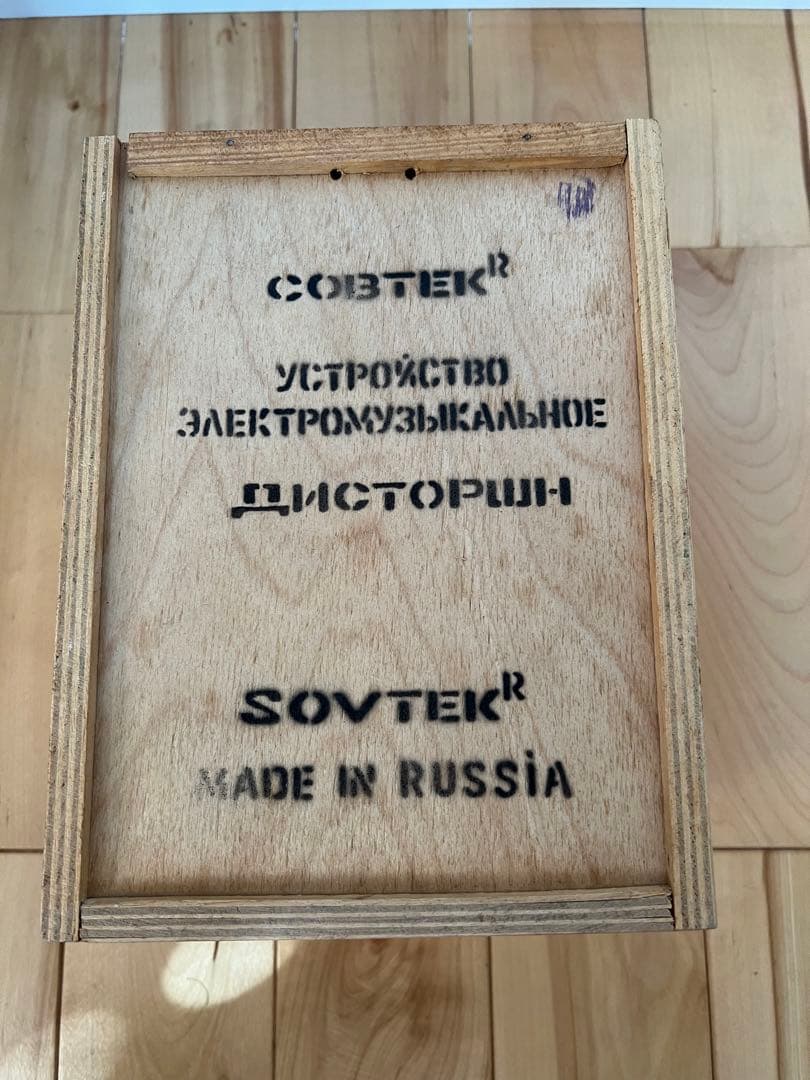 СОВТЕК R
УСТРОЙСТВО
ЭЛЕКТРОМУЗЫКАЛЬНОЕ
ДИСТОРШН
SOVTEK R
MADE IN RUSSiA